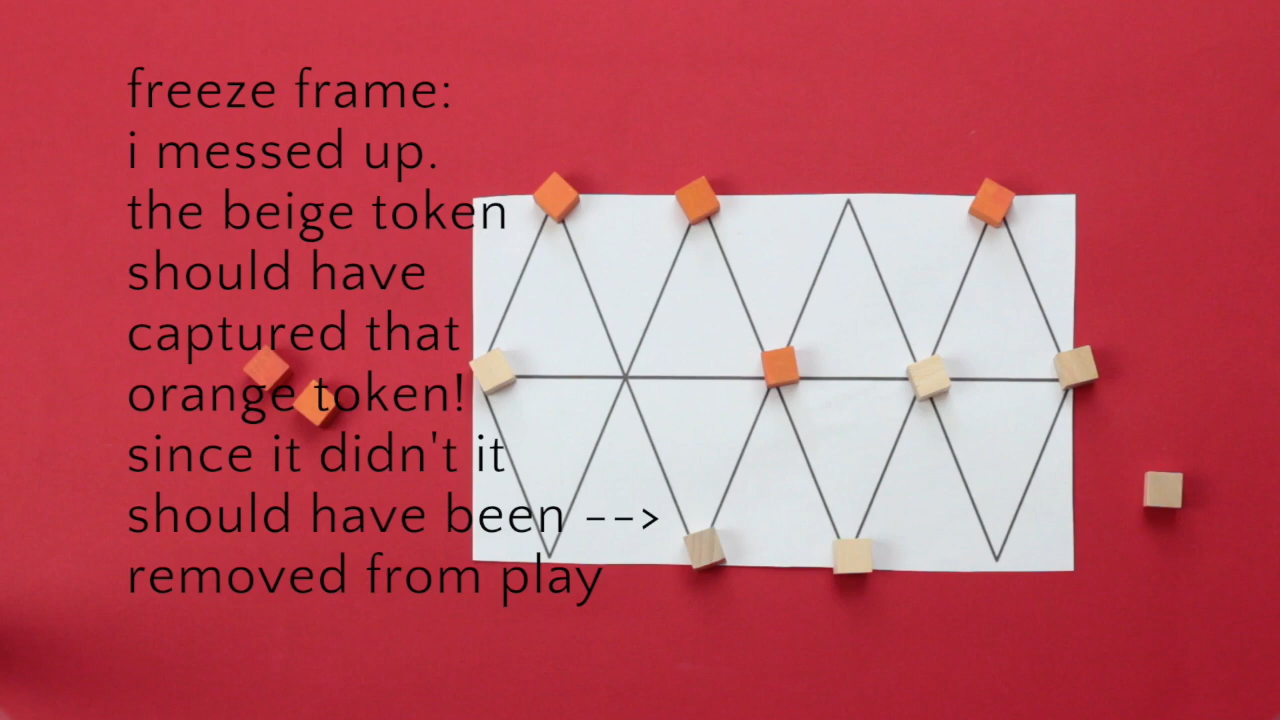 freeze frame:
i messed up.
the beige token
should have
captured that
orange token!
since it didn't it
should have been -->
removed from play